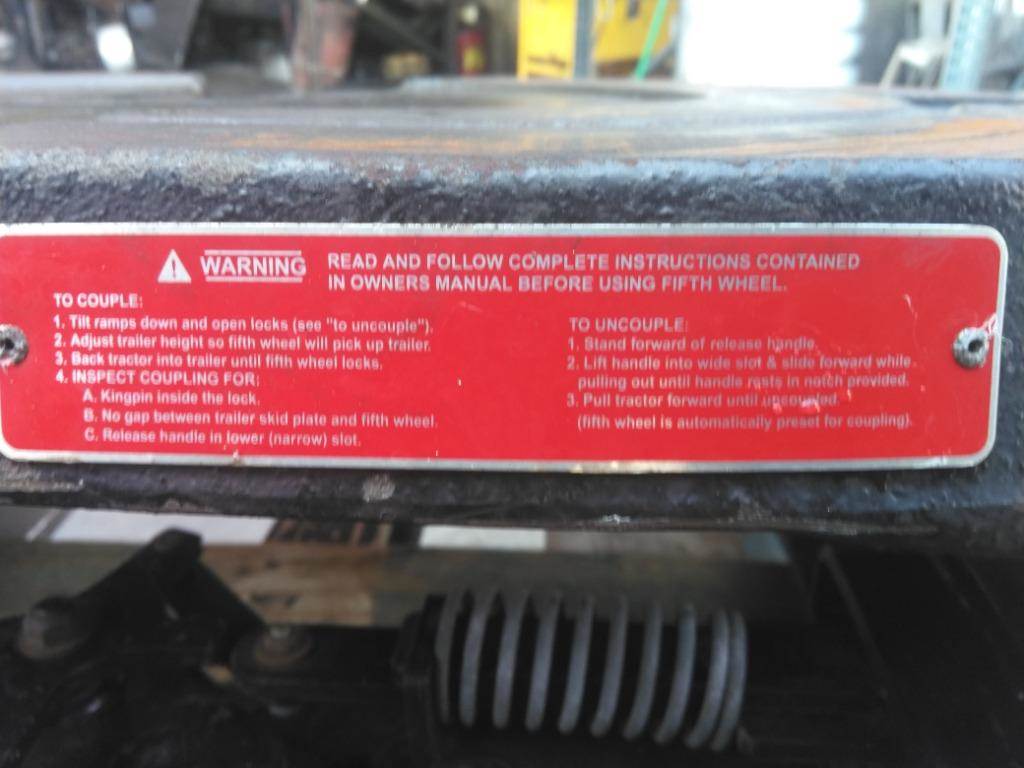 WARNING
READ AND FOLLOW COMPLETE INSTRUCTIONS CONTAINED
IN OWNERS MANUAL BEFORE USING FIFTH WHEEL.
TO COUPLE:
1. Tilt ramps down and open locks (see "to uncouple").
2. Adjust trailer height so fifth wheel will pick up trailer.
3. Back tractor into trailer until fifth wheel locks.
4. INSPECT COUPLING FOR:
A. Kingpin inside the lock.
B. No gap between trailer skid plate and fifth wheel.
C. Release handle in lower (narrow) slot.
TO UNCOUPLE:
1. Stand forward of release handle.
2. Lift handle into wide slot & slide forward while
pulling out until handle rests in notch provided.
3. Pull tractor forward until uncoupled.
(fifth wheel is automatically preset for coupling).